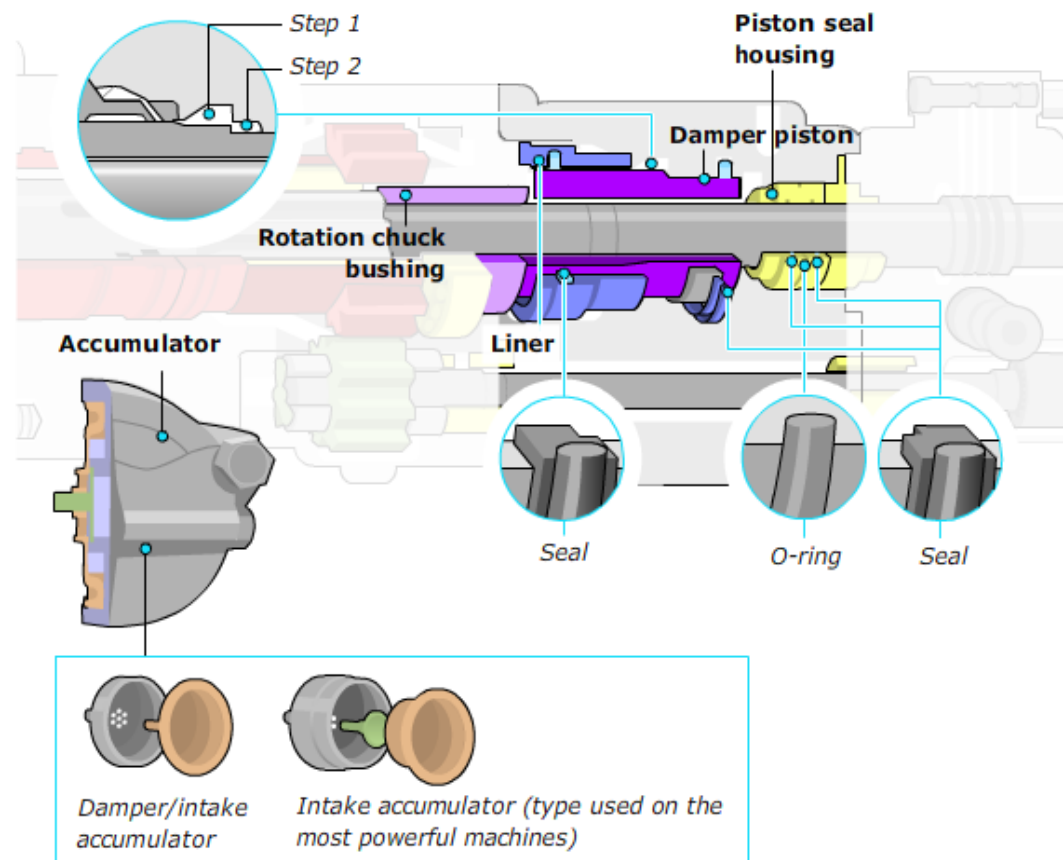 Step 1
Step 2
Piston seal
housing
Damper piston
Rotation chuck
bushing
Accumulator
Liner
Seal
O-ring
Seal
Damper/intake
accumulator
Intake accumulator (type used on the
most powerful machines)